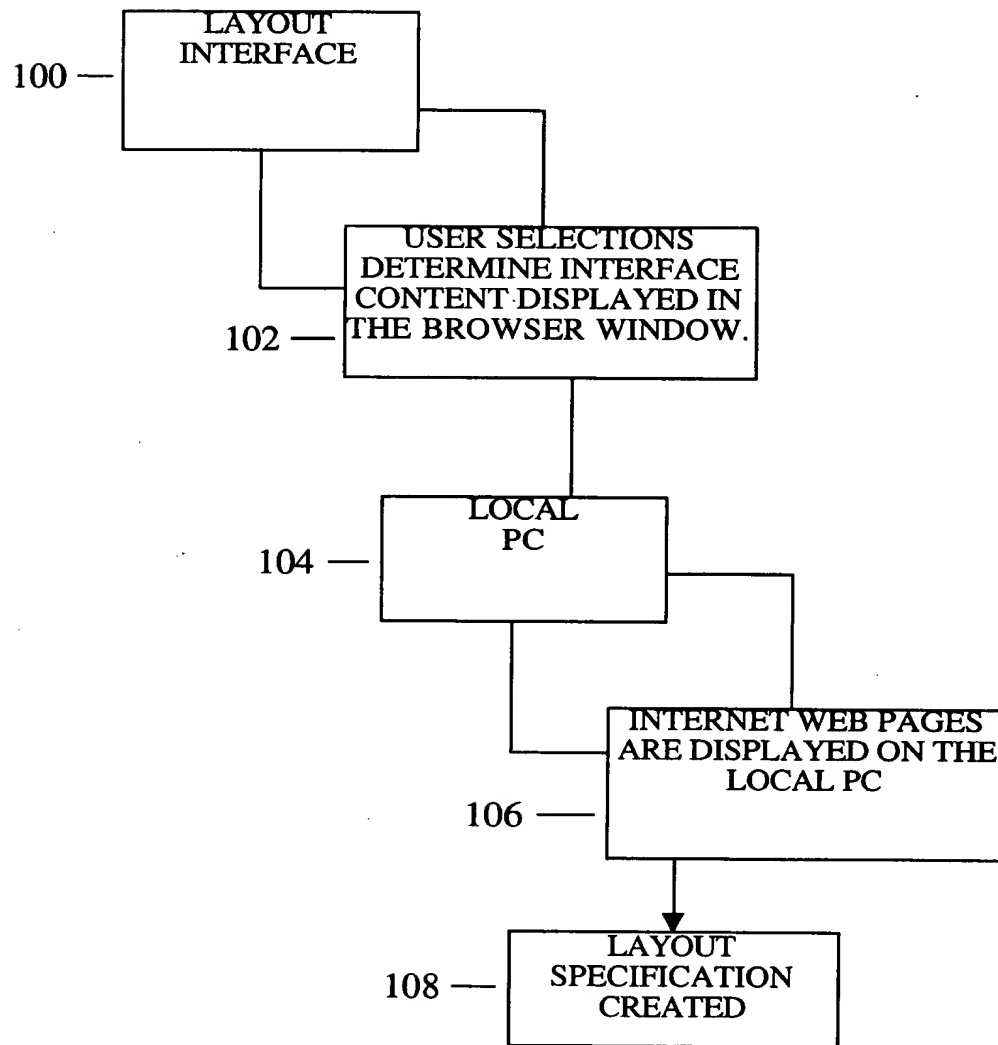 LAYOUT
INTERFACE
100
USER SELECTIONS
DETERMINE INTERFACE
CONTENT DISPLAYED IN
THE BROWSER WINDOW.
102
LOCAL
PC
104
INTERNET WEB PAGES
ARE DISPLAYED ON THE
LOCAL PC
106
LAYOUT
SPECIFICATION
CREATED
108